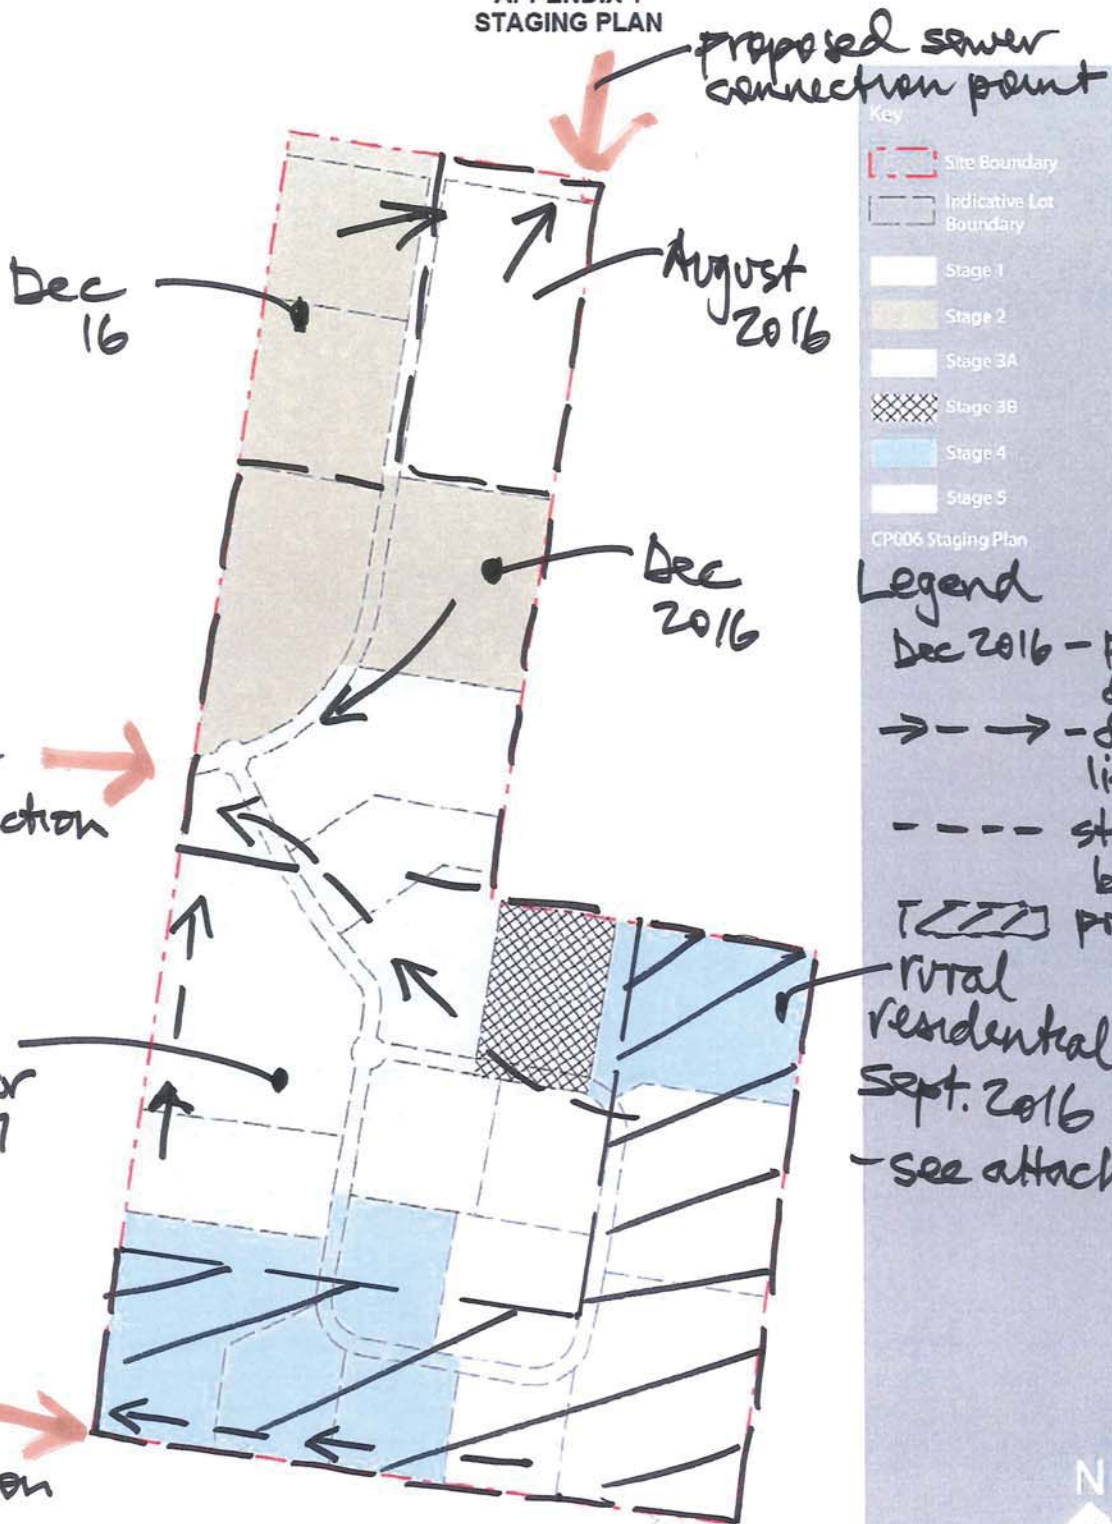 STAGING PLAN
proposed sewer
connection point
Key
Site Boundary
Indicative Lot
Boundary
Stage 1
Stage 2
Stage 3A
Stage 3B
Stage 4
Stage 5
CP006 Staging Plan
Dec
16
August
2016
Dec
2016
Legend
Dec 2016 -
rural
residential
Sept. 2016
- see attach
N